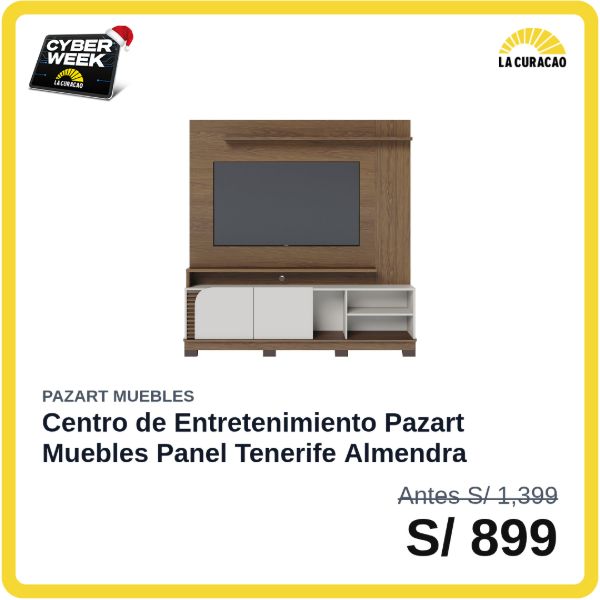 CYBER
WEEK
LA CURACAO
LA CURACAO
PAZART MUEBLES
Centro de Entretenimiento Pazart
Muebles Panel Tenerife Almendra
Antes S/ 1,399
S/ 899